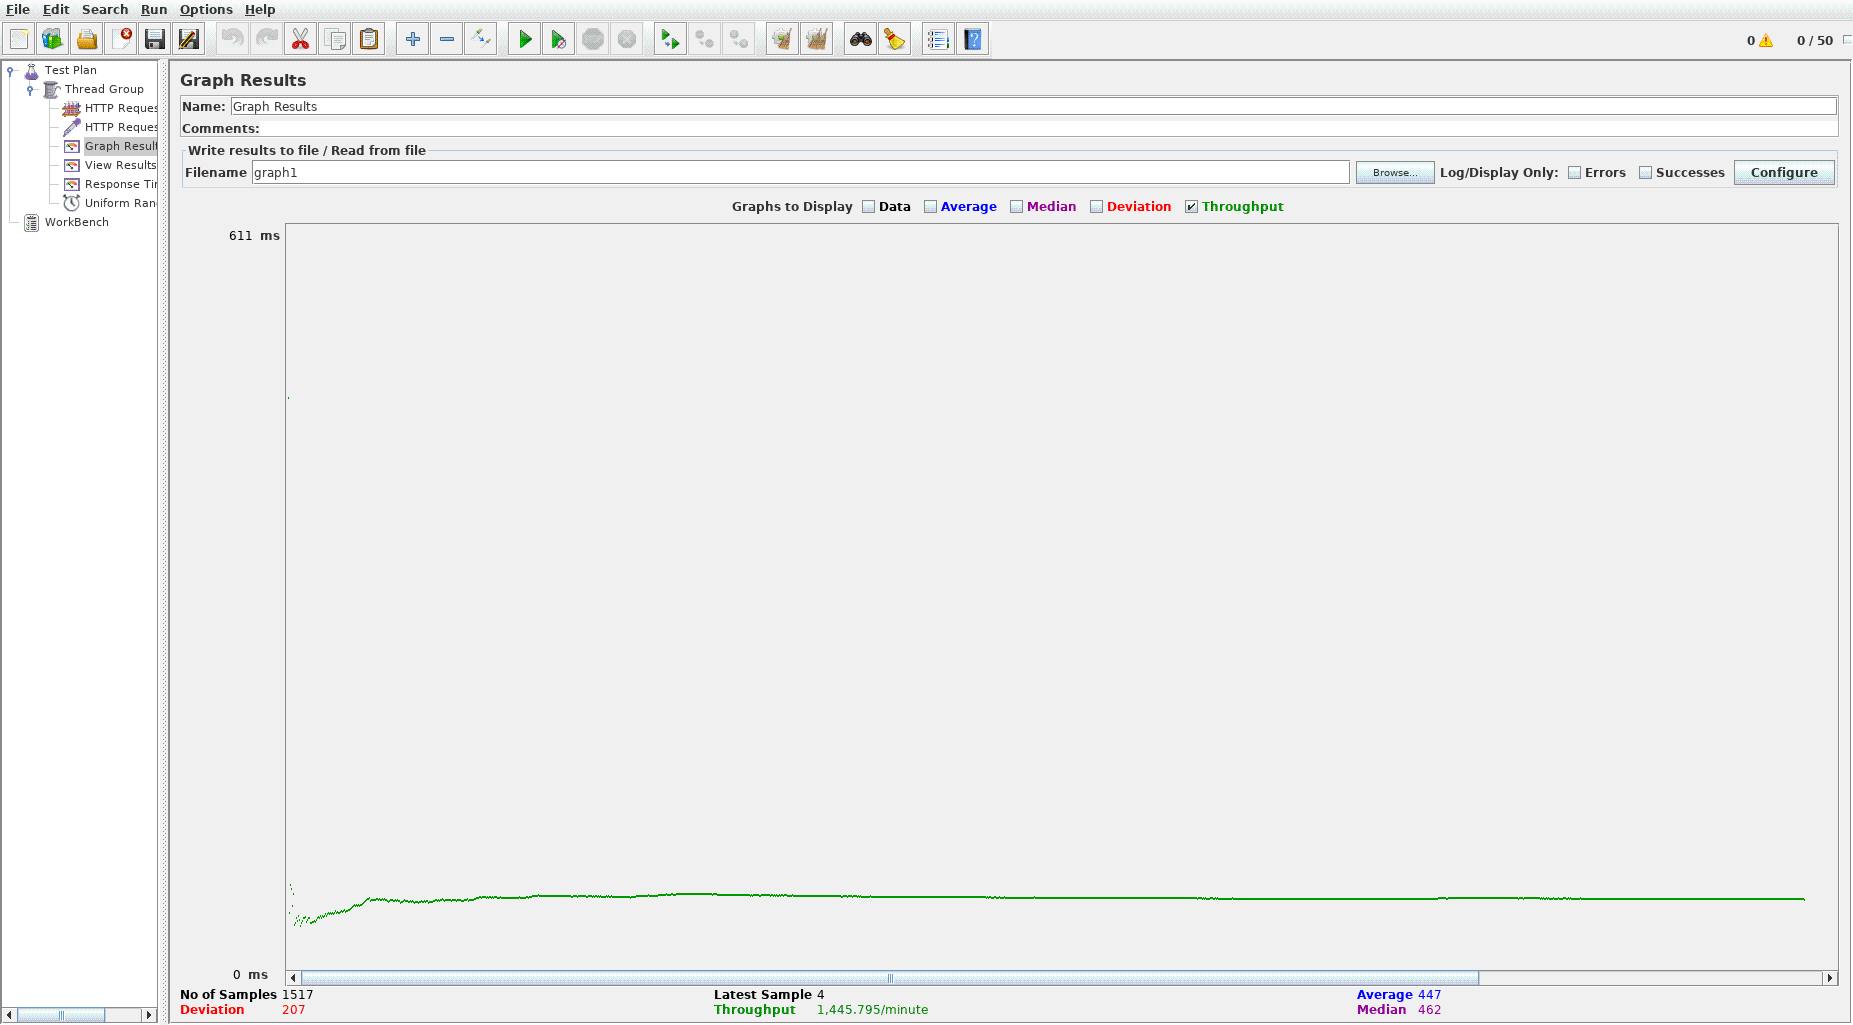 File Edit Search Run Options Help
0 0 / 50
Test Plan
Thread Group
HTTP Reques
HTTP Reques
Graph Result
View Results
Response Tir
Uniform Ran
WorkBench
Graph Results
Name: Graph Results
Comments:
Write results to file / Read from file
Filename graph1 Browse... Log/Display Only: Errors Successes Configure
Graphs to Display Data Average Median Deviation Throughput
611 ms
0 ms
No of Samples 1517 Latest Sample 4 Average 447
Deviation 207 Throughput 1,445.795/minute Median 462